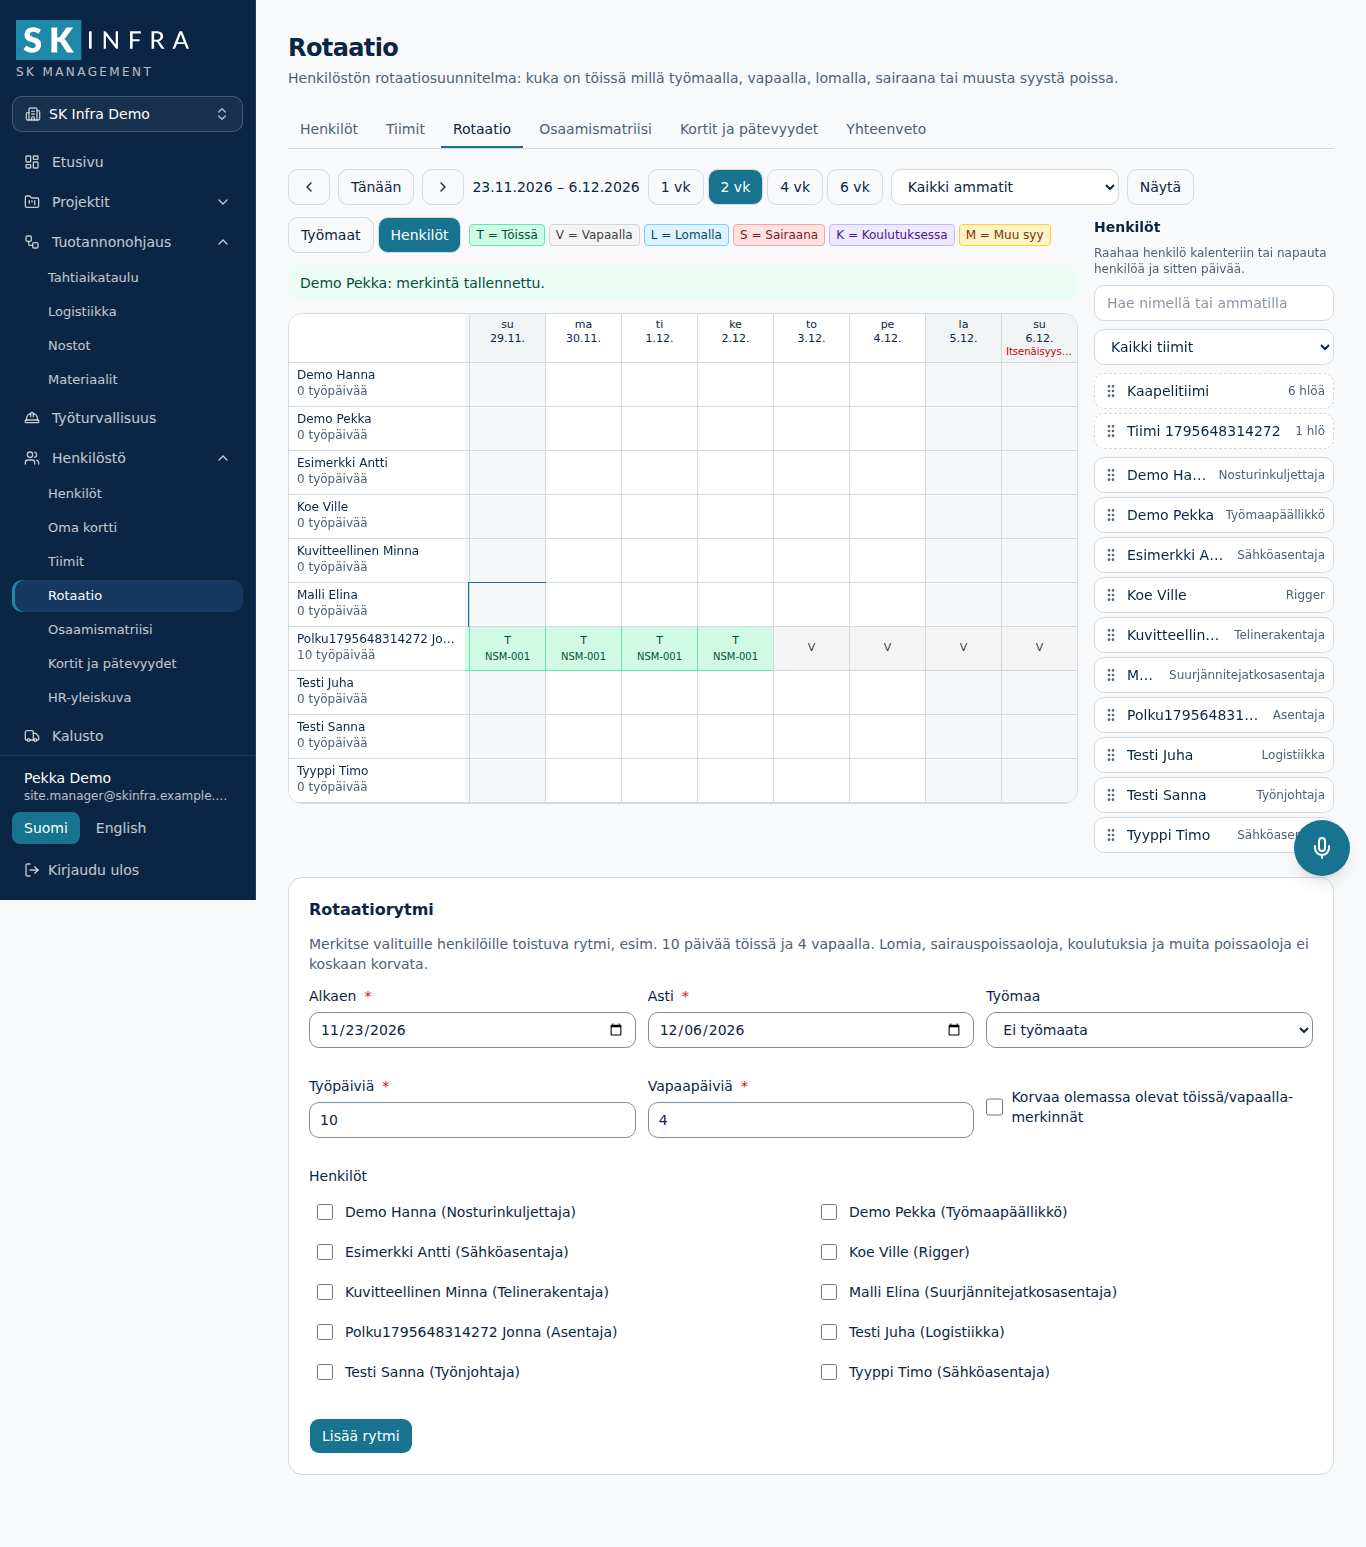 SK INFRA
SK MANAGEMENT
SK Infra Demo
Etusivu
Projektit
Tuotannonohjaus
Tahtiaikataulu
Logistiikka
Nostot
Materiaalit
Työturvallisuus
Henkilöstö
Henkilöt
Oma kortti
Tiimit
Rotaatio
Osaamismatriisi
Kortit ja pätevyydet
HR-yleiskuva
Kalusto
Pekka Demo
site.manager@skinfra.example....
Suomi English
Kirjaudu ulos
Rotaatio
Henkilöstön rotaatiosuunnitelma: kuka on töissä millä työmaalla, vapaalla, lomalla, sairaana tai muusta syystä poissa.
Henkilöt Tiimit Rotaatio Osaamismatriisi Kortit ja pätevyydet Yhteenveto
Tänään 23.11.2026 – 6.12.2026 1 vk 2 vk 4 vk 6 vk Kaikki ammatit Näytä
Työmaat Henkilöt T = Töissä V = Vapaalla L = Lomalla S = Sairaana K = Koulutuksessa M = Muu syy
Demo Pekka: merkintä tallennettu.
su ma ti ke to pe la su
29.11. 30.11. 1.12. 2.12. 3.12. 4.12. 5.12. 6.12.
Itsenäisyys...
Demo Hanna
0 työpäivää
Demo Pekka
0 työpäivää
Esimerkki Antti
0 työpäivää
Koe Ville
0 työpäivää
Kuvitteellinen Minna
0 työpäivää
Malli Elina
0 työpäivää
Polku1795648314272 Jo... T T T T V V V V
10 työpäivää NSM-001 NSM-001 NSM-001 NSM-001
Testi Juha
0 työpäivää
Testi Sanna
0 työpäivää
Tyyppi Timo
0 työpäivää
Henkilöt
Raahaa henkilö kalenteriin tai napauta
henkilöä ja sitten päivää.
Hae nimellä tai ammatilla
Kaikki tiimit
Kaapelitiimi 6 hlöä
Tiimi 1795648314272 1 hlö
Demo Ha... Nosturinkuljettaja
Demo Pekka Työmaapäällikkö
Esimerkki A... Sähköasentaja
Koe Ville Rigger
Kuvitteellin... Telinerakentaja
M... Suurjännitejatkosasentaja
Polku179564831... Asentaja
Testi Juha Logistiikka
Testi Sanna Työnjohtaja
Tyyppi Timo
Rotaatiorytmi
Merkitse valituille henkilöille toistuva rytmi, esim. 10 päivää töissä ja 4 vapaalla. Lomia, sairauspoissaoloja, koulutuksia ja muita poissaoloja ei
koskaan korvata.
Alkaen * Asti * Työmaa
11/23/2026 12/06/2026 Ei työmaata
Työpäiviä * Vapaapäiviä *
10 4 Korvaa olemassa olevat töissä/vapaalla-
merkinnät
Henkilöt
Demo Hanna (Nosturinkuljettaja) Demo Pekka (Työmaapäällikkö)
Esimerkki Antti (Sähköasentaja) Koe Ville (Rigger)
Kuvitteellinen Minna (Telinerakentaja) Malli Elina (Suurjännitejatkosasentaja)
Polku1795648314272 Jonna (Asentaja) Testi Juha (Logistiikka)
Testi Sanna (Työnjohtaja) Tyyppi Timo (Sähköasentaja)
Lisää rytmi